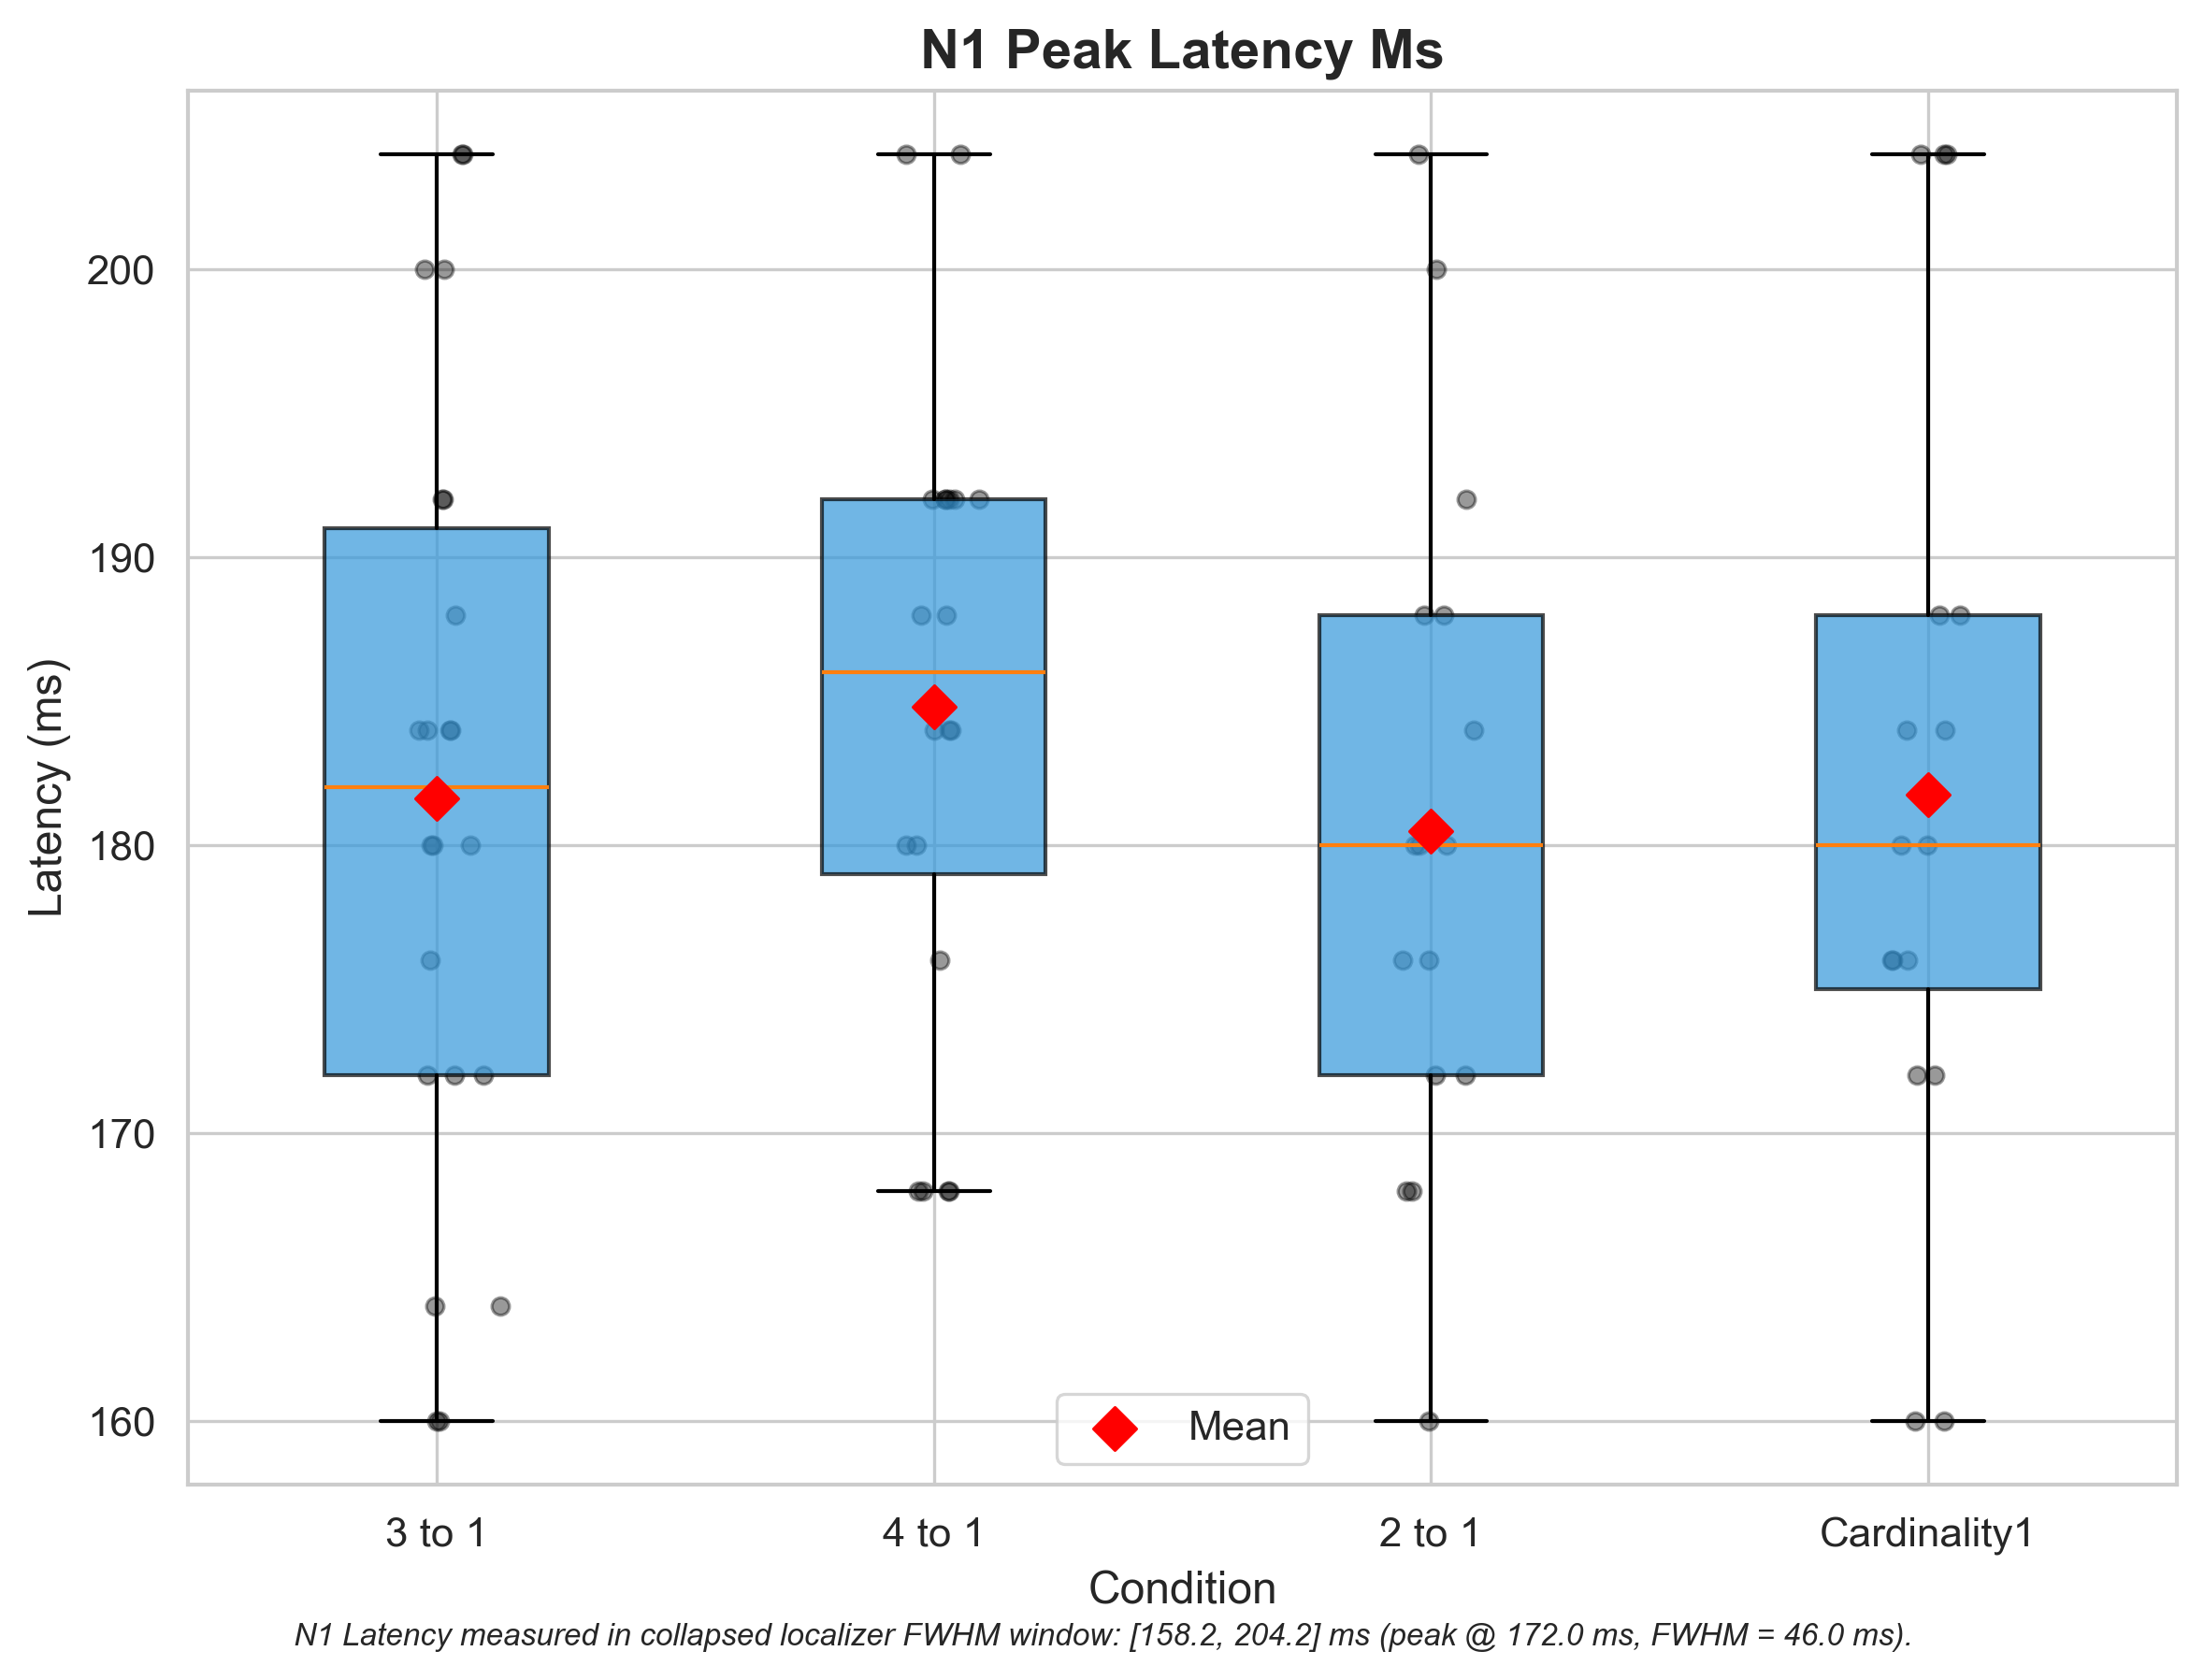 N1 Peak Latency Ms
Latency (ms)
200
190
180
170
160
Mean
3 to 1
4 to 1
2 to 1
Cardinality1
Condition
N1 Latency measured in collapsed localizer FWHM window: [158.2, 204.2] ms (peak @ 172.0 ms, FWHM = 46.0 ms).